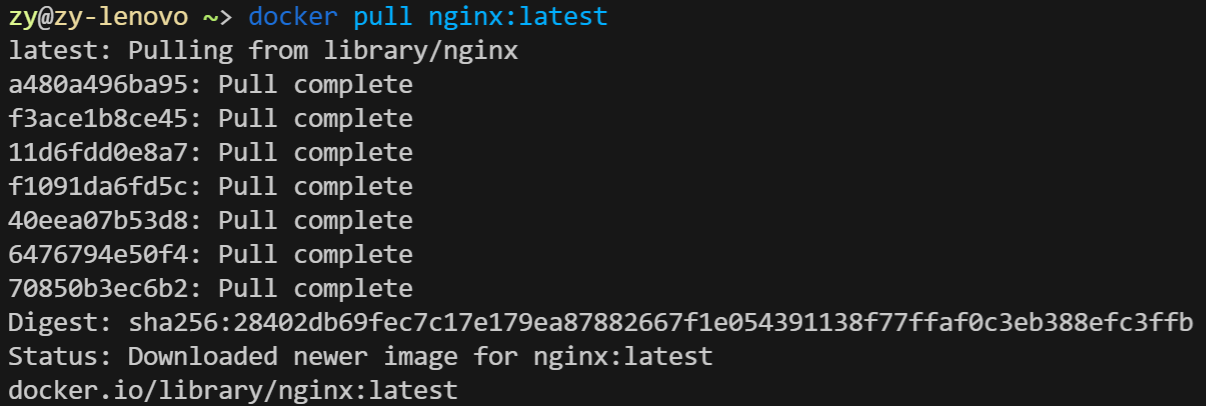 zy@zy-lenovo ~> docker pull nginx:latest
latest: Pulling from library/nginx
a480a496ba95: Pull complete
f3ace1b8ce45: Pull complete
11d6fdd0e8a7: Pull complete
f1091da6fd5c: Pull complete
40eea07b53d8: Pull complete
6476794e50f4: Pull complete
70850b3ec6b2: Pull complete
Digest: sha256:28402db69fec7c17e179ea87882667f1e054391138f77ffaf0c3eb388efc3ffb
Status: Downloaded newer image for nginx:latest
docker.io/library/nginx:latest